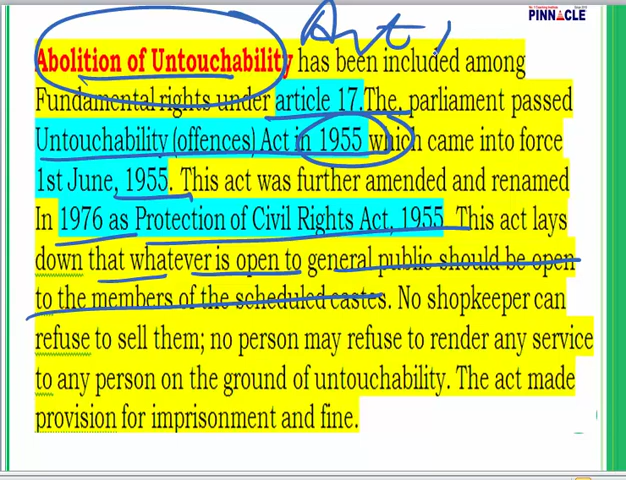 PINNACLE
Art,
Abolition of Untouchability has been included among
Fundamental rights under article 17.The. parliament passed
Untouchability (offences) Act in 1955 which came into force
1st June, 1955. This act was further amended and renamed
In 1976 as Protection of Civil Rights Act, 1955. This act lays
down that whatever is open to general public should be open
to the members of the scheduled castes. No shopkeeper can
refuse to sell them; no person may refuse to render any service
to any person on the ground of untouchability. The act made
provision for imprisonment and fine.